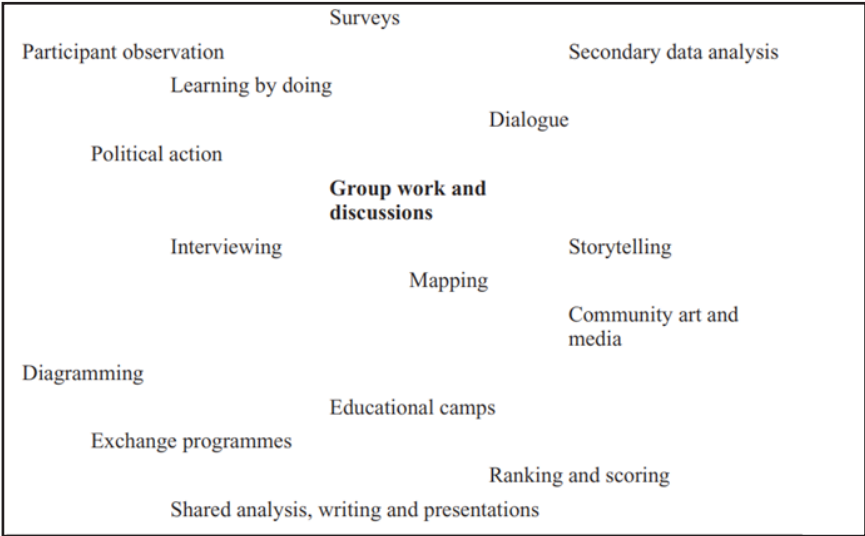 Surveys
Participant observation
Secondary data analysis
Learning by doing
Dialogue
Political action
Group work and
discussions
Interviewing
Storytelling
Mapping
Community art and
media
Diagramming
Educational camps
Exchange programmes
Ranking and scoring
Shared analysis, writing and presentations